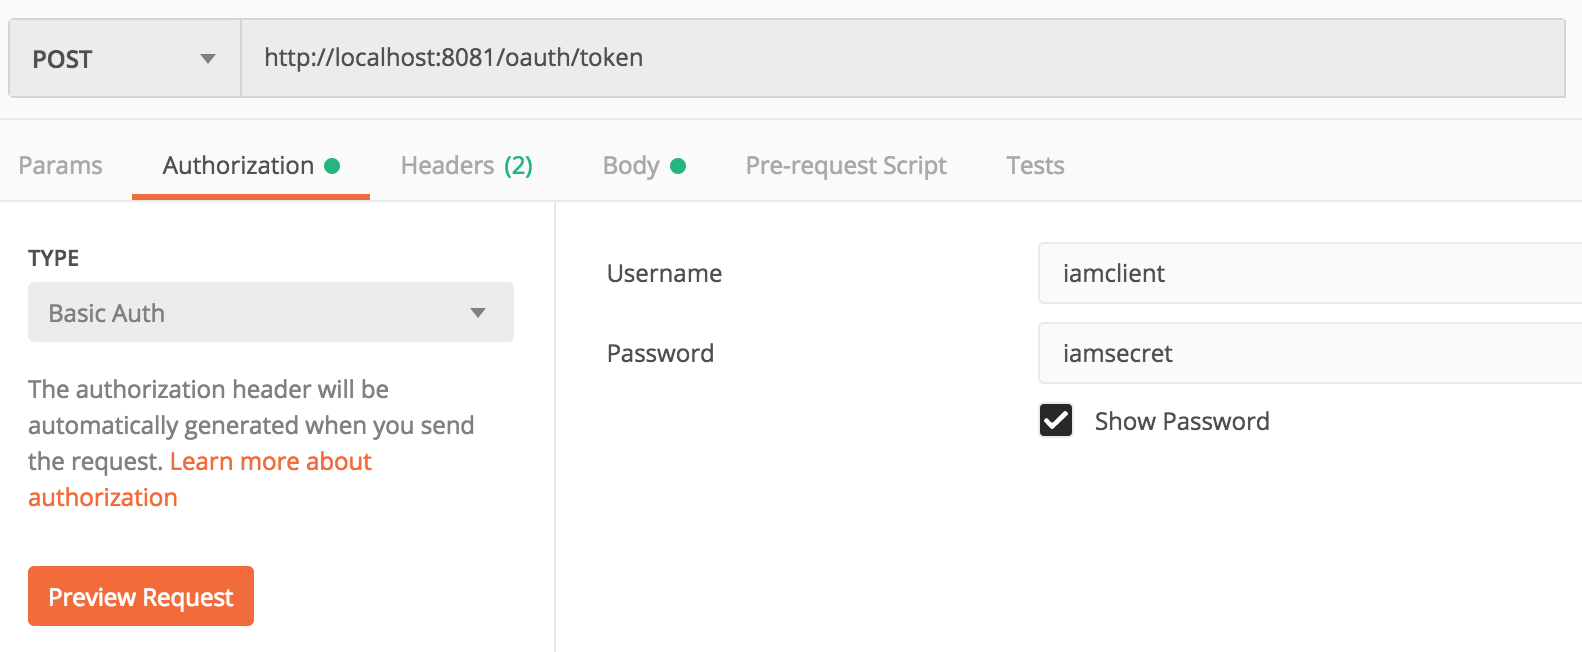 POST http://localhost:8081/oauth/token
Params Authorization Headers (2) Body Pre-request Script Tests
TYPE
Basic Auth
The authorization header will be
automatically generated when you send
the request. Learn more about
authorization
Preview Request
Username iamclient
Password iamsecret
Show Password